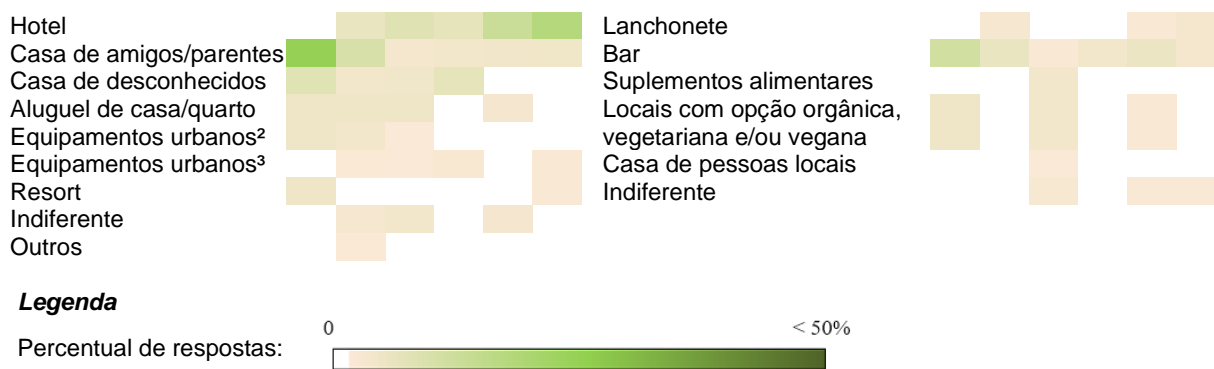 Hotel
Casa de amigos/parentes
Casa de desconhecidos
Aluguel de casa/quarto
Equipamentos urbanos²
Equipamentos urbanos³
Resort
Indiferente
Outros
Lanchonete
Bar
Suplementos alimentares
Locais com opção orgânica,
vegetariana e/ou vegana
Casa de pessoas locais
Indiferente
Legenda
0
< 50%
Percentual de respostas: